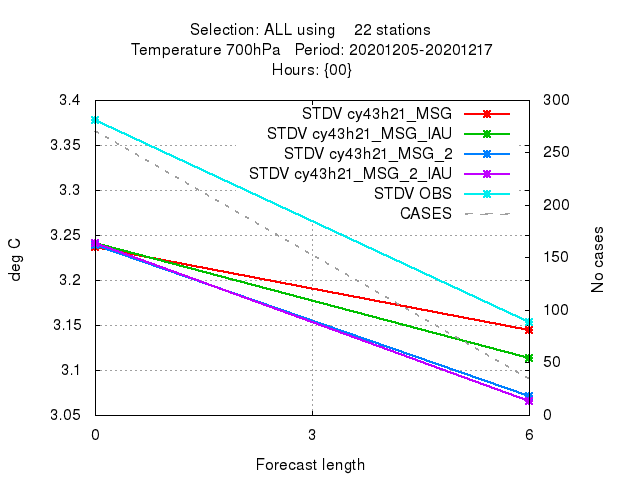 Selection: ALL using    22 stations
Temperature 700hPa   Period: 20201205-20201217
Hours: {00}
3.4
3.35
3.3
3.25
3.2
3.15
3.1
3.05
deg C
STDV cy43h21_MSG
STDV cy43h21_MSG_IAU
STDV cy43h21_MSG_2
STDV cy43h21_MSG_2_IAU
STDV OBS
CASES
300
250
200
150
100
50
0
No cases
0 3 6
Forecast length